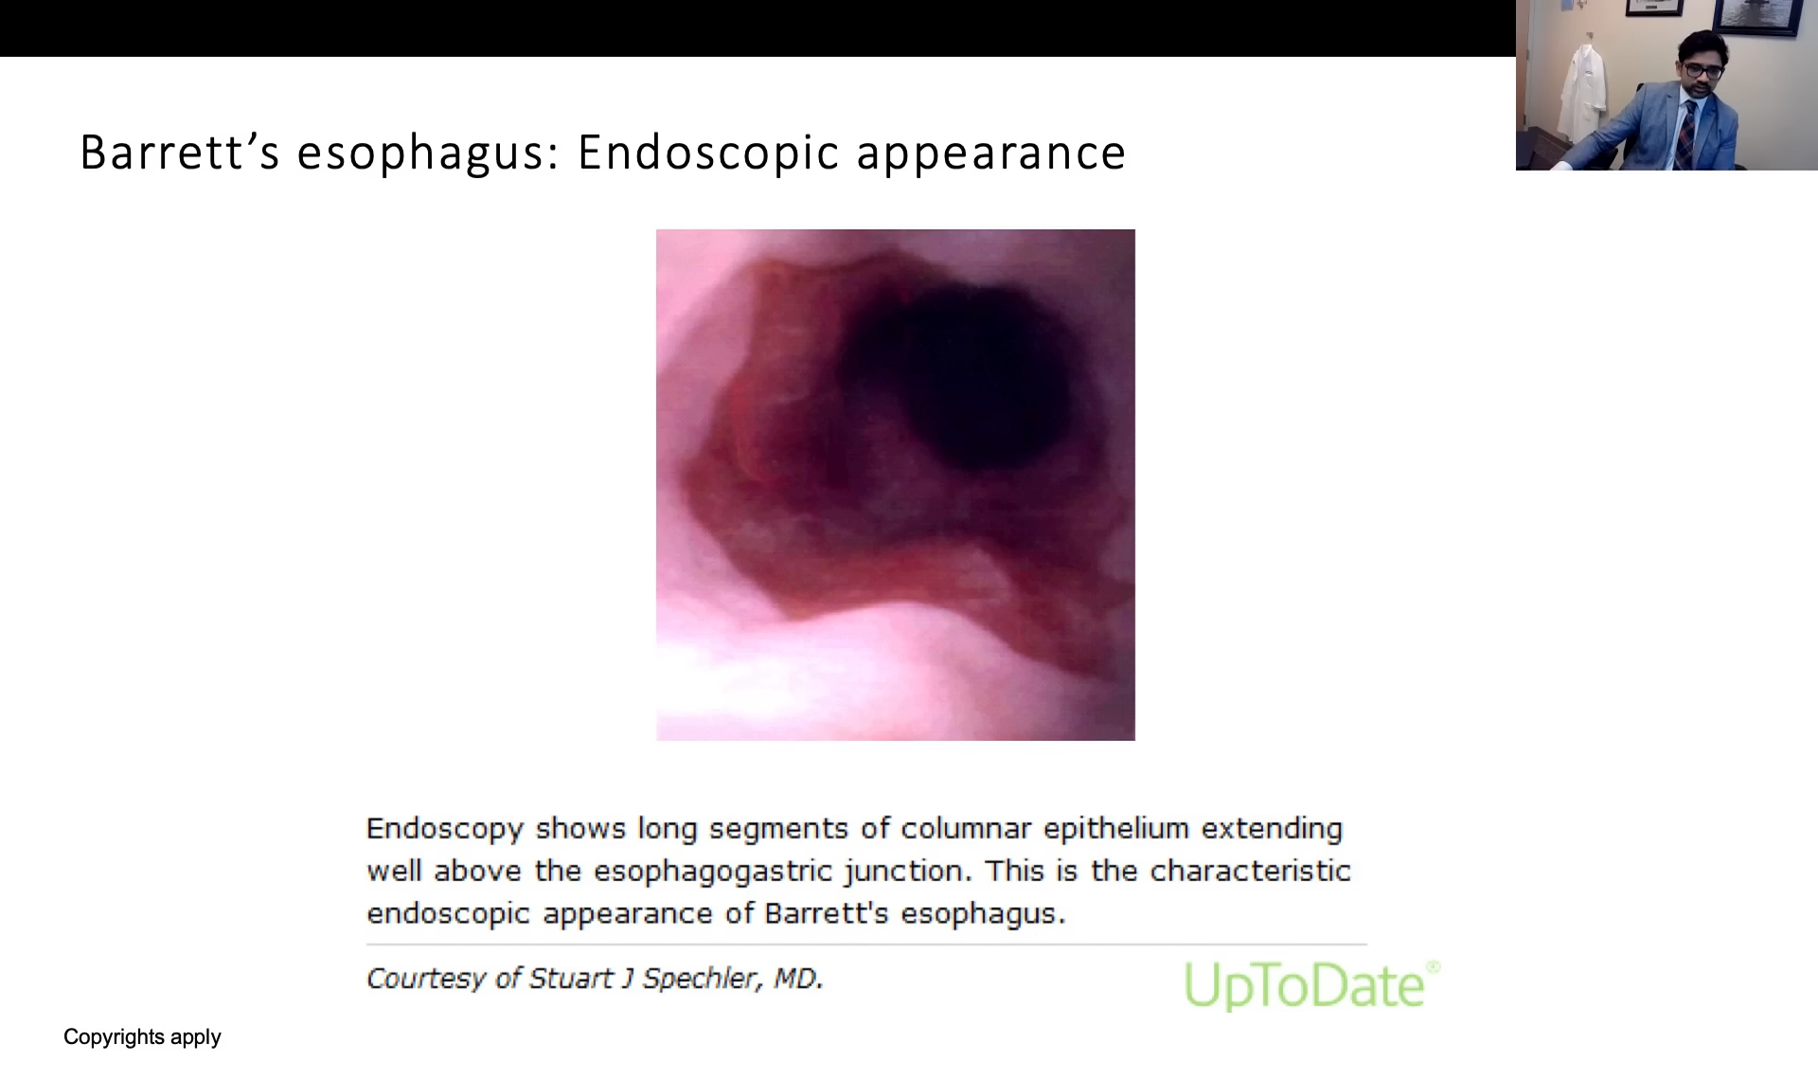 Barrett’s esophagus: Endoscopic appearance
Endoscopy shows long segments of columnar epithelium extending
well above the esophagogastric junction. This is the characteristic
endoscopic appearance of Barrett's esophagus.
Courtesy of Stuart J Spechler, MD.
UpToDate®
Copyrights apply